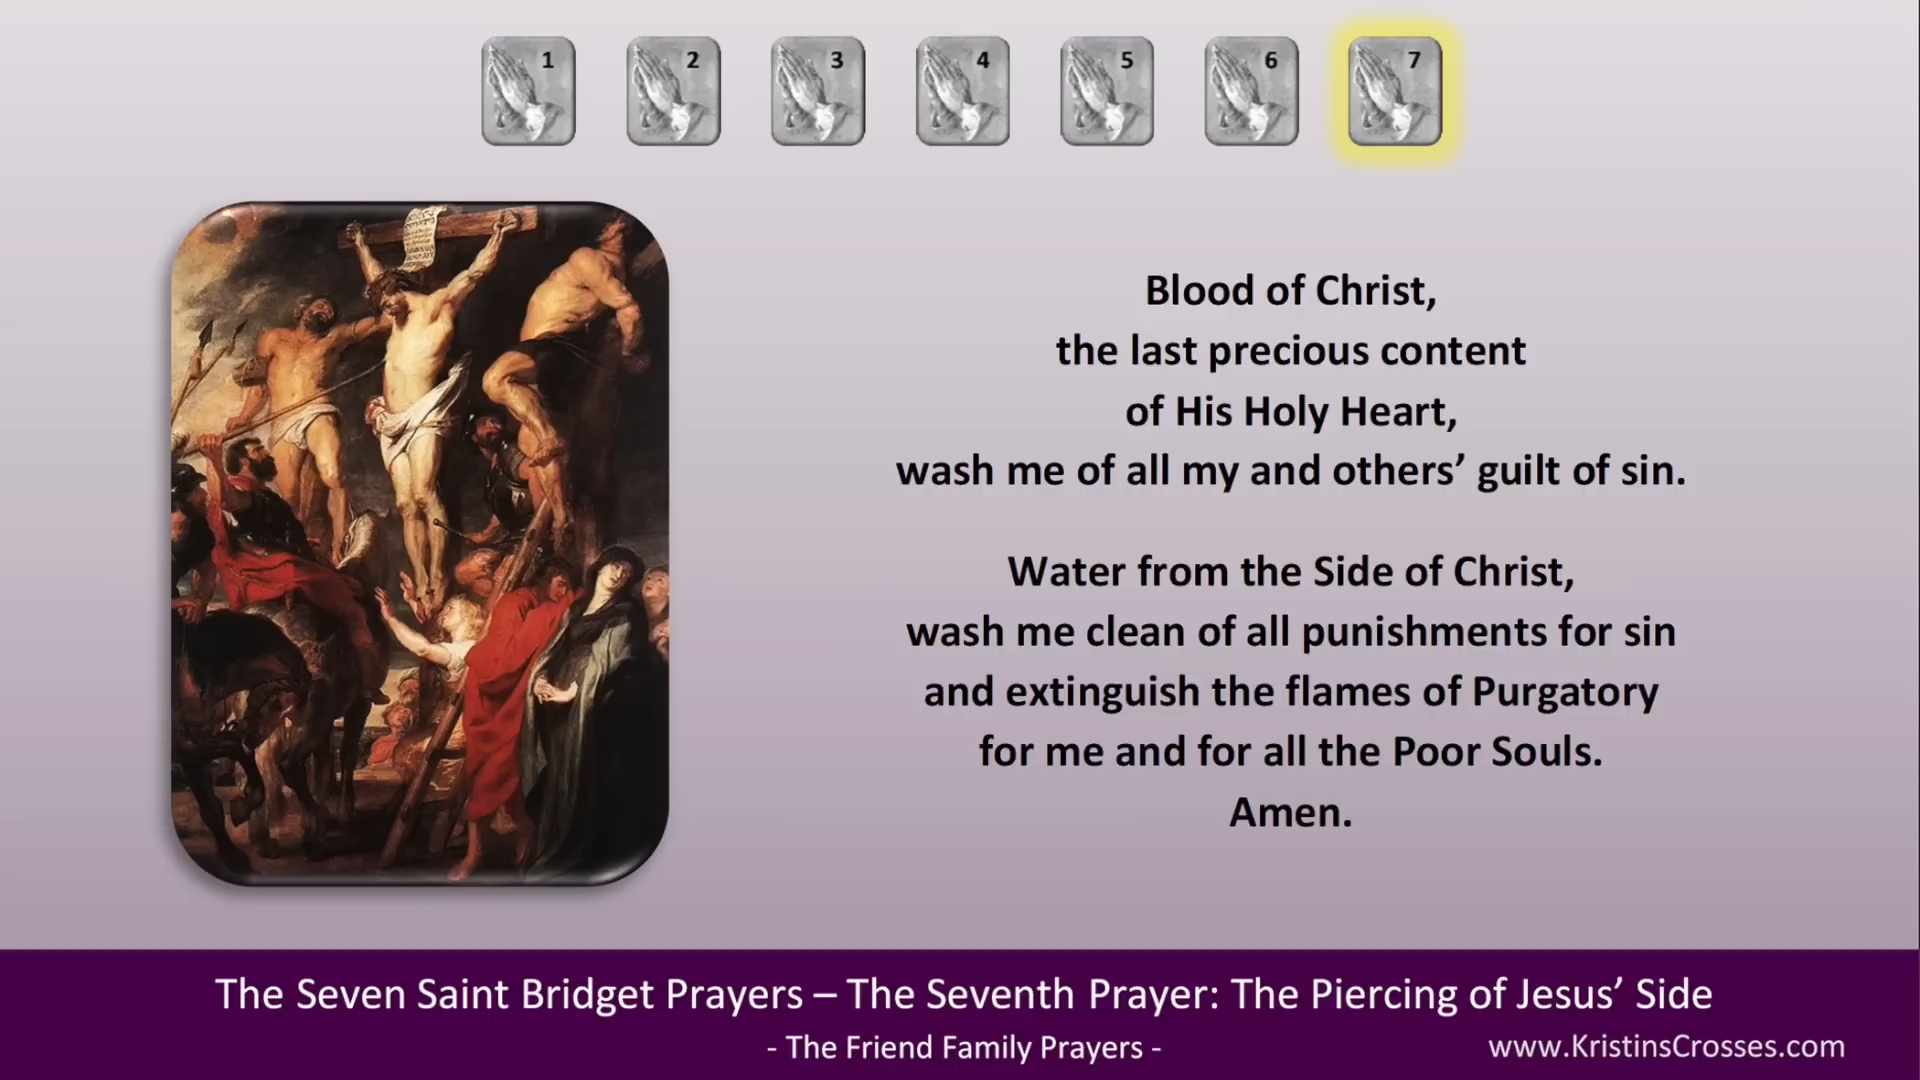 1 2 3 4 5 6 7
Blood of Christ,
the last precious content
of His Holy Heart,
wash me of all my and others’ guilt of sin.
Water from the Side of Christ,
wash me clean of all punishments for sin
and extinguish the flames of Purgatory
for me and for all the Poor Souls.
Amen.
The Seven Saint Bridget Prayers – The Seventh Prayer: The Piercing of Jesus’ Side
- The Friend Family Prayers -
www.KristinsCrosses.com